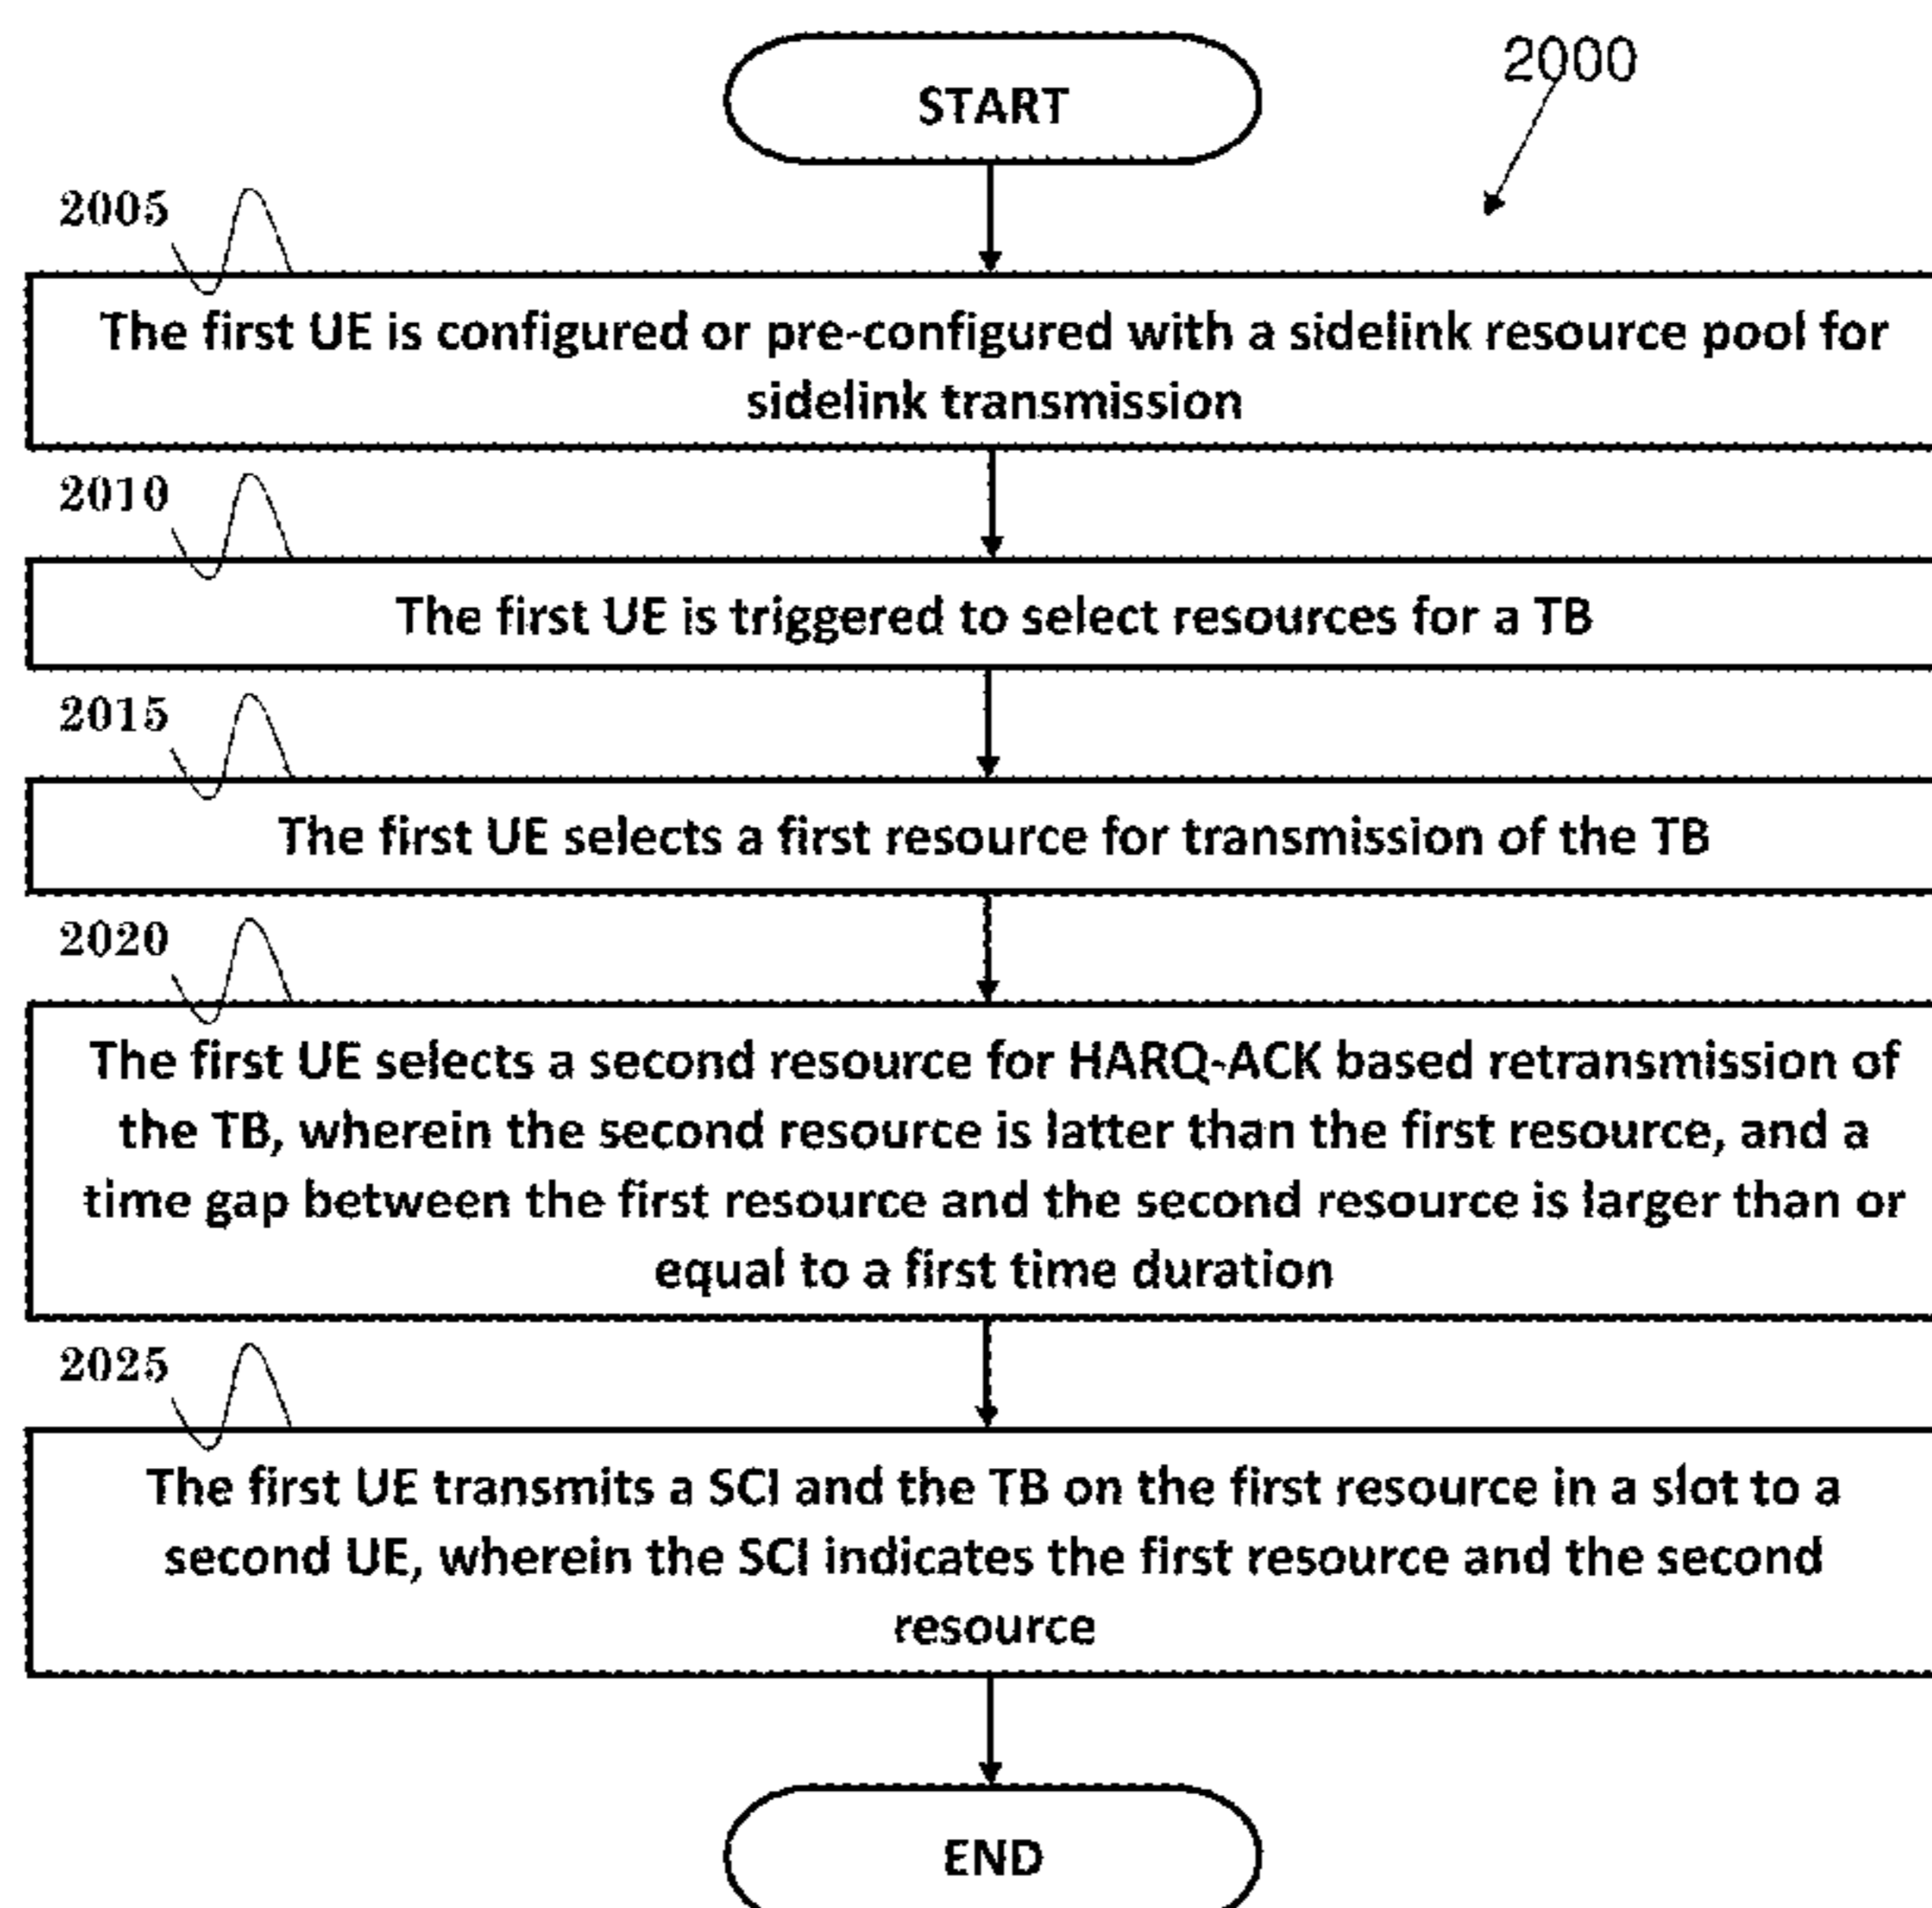 START
2000
2005
The first UE is configured or pre-configured with a sidelink resource pool for
sidelink transmission
2010
The first UE is triggered to select resources for a TB
2015
The first UE selects a first resource for transmission of the TB
2020
The first UE selects a second resource for HARQ-ACK based retransmission of
the TB, wherein the second resource is latter than the first resource, and a
time gap between the first resource and the second resource is larger than or
equal to a first time duration
2025
The first UE transmits a SCI and the TB on the first resource in a slot to a
second UE, wherein the SCI indicates the first resource and the second
resource
END